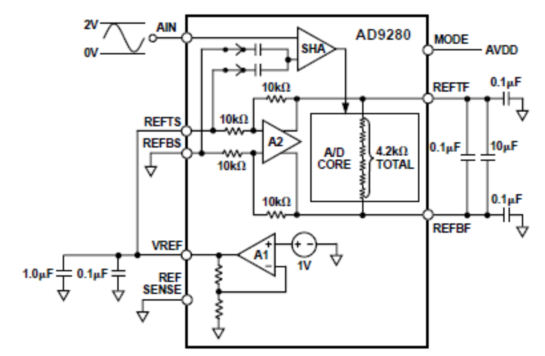 2V
0V
AIN
AD9280
SHA
MODE
AVDD
10kΩ
REFTF
0.1µF
REFTS
10kΩ
REFBS
10kΩ
A2
A/D
CORE
4.2kΩ
TOTAL
0.1µF
10µF
10kΩ
0.1µF
REFBF
VREF
A1
+
−
+ −
1V
1.0µF
0.1µF
REF
SENSE